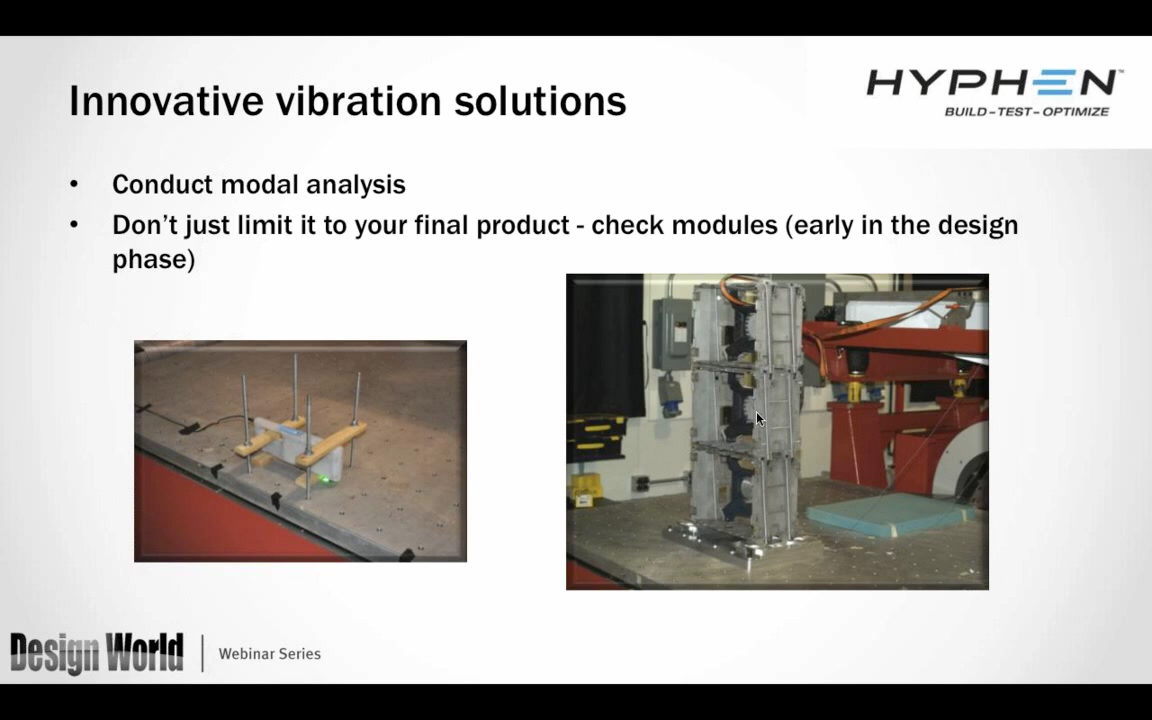 Innovative vibration solutions
HYPHEN™
BUILD–TEST–OPTIMIZE
• Conduct modal analysis
• Don’t just limit it to your final product - check modules (early in the design
phase)
Design World
Webinar Series